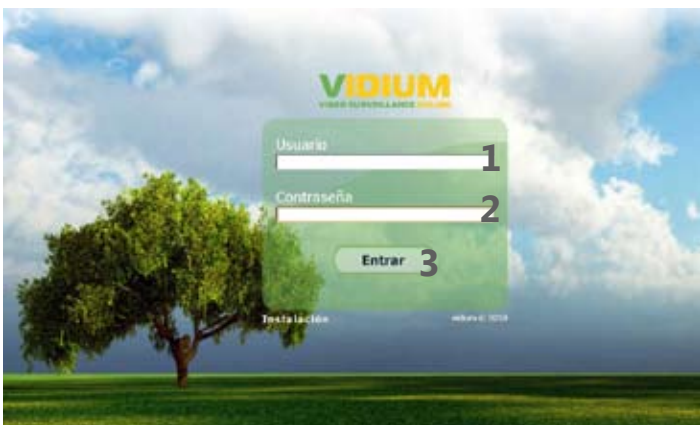 VIDIUM
VIDEO SURVEILLANCE ONLINE
Usuario
1
Contraseña
2
Entrar 3
Instalación